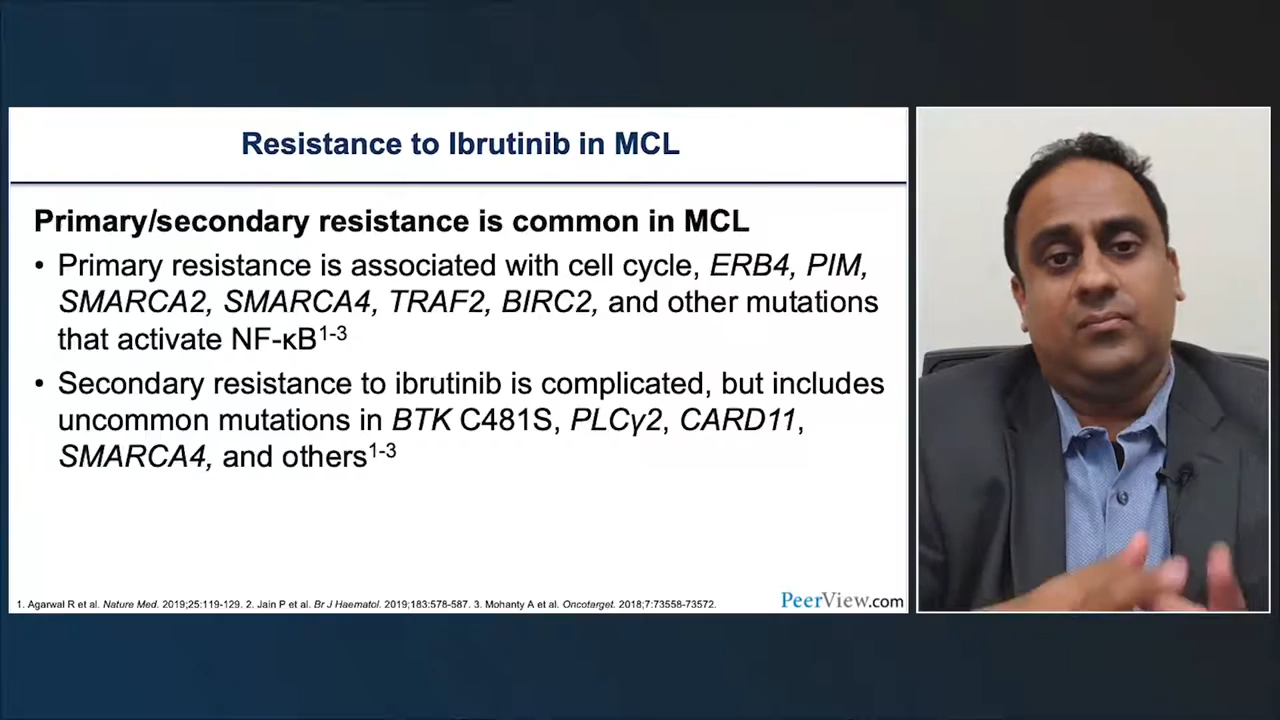 Resistance to Ibrutinib in MCL
Primary/secondary resistance is common in MCL
• Primary resistance is associated with cell cycle, ERB4, PIM,
SMARCA2, SMARCA4, TRAF2, BIRC2, and other mutations
that activate NF-κB1-3
• Secondary resistance to ibrutinib is complicated, but includes
uncommon mutations in BTK C481S, PLCγ2, CARD11,
SMARCA4, and others1-3
1. Agarwal R et al. Nature Med. 2019;25:119-129. 2. Jain P et al. Br J Haematol. 2019;183:578-587. 3. Mohanty A et al. Oncotarget. 2018;7:73558-73572.
PeerView.com